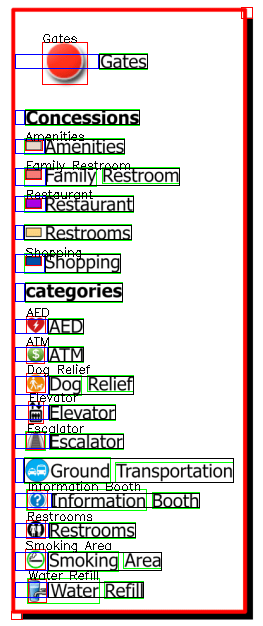 Gates
Gates
Concessions
Amenities
Amenities
Family Restroom
Family Restroom
Restaurant
Restaurant
Restrooms
Shopping
Shopping
categories
AED
AED
ATM
ATM
Dog Relief
Dog Relief
Elevator
Elevator
Escalator
Escalator
Ground Transportation
Information Booth
Information Booth
Restrooms
Restrooms
Smoking Area
Smoking Area
Water Refill
Water Refill